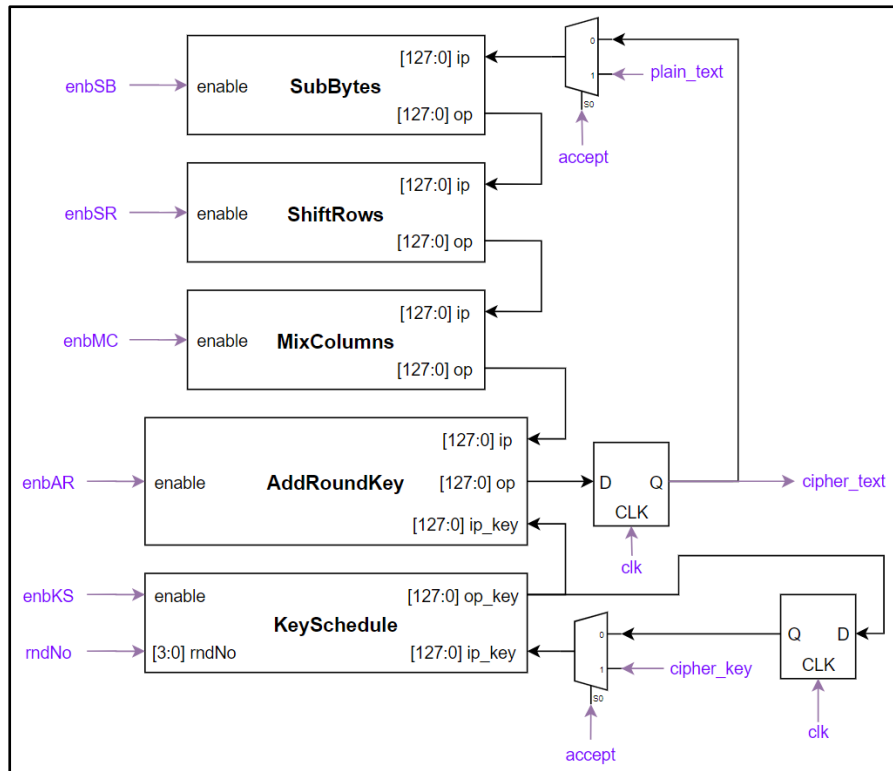 [127:0] ip
0
enbSB
enable
SubBytes
1
plain_text
[127:0] op
S0
accept
[127:0] ip
enbSR
enable
ShiftRows
[127:0] op
[127:0] ip
enbMC
enable
MixColumns
[127:0] op
[127:0] ip
enbAR
enable
AddRoundKey
[127:0] op
D
Q
cipher_text
[127:0] ip_key
CLK
clk
enbKS
enable
[127:0] op_key
KeySchedule
0
Q
D
rndNo
[3:0] rndNo
[127:0] ip_key
1
cipher_key
CLK
S0
accept
clk